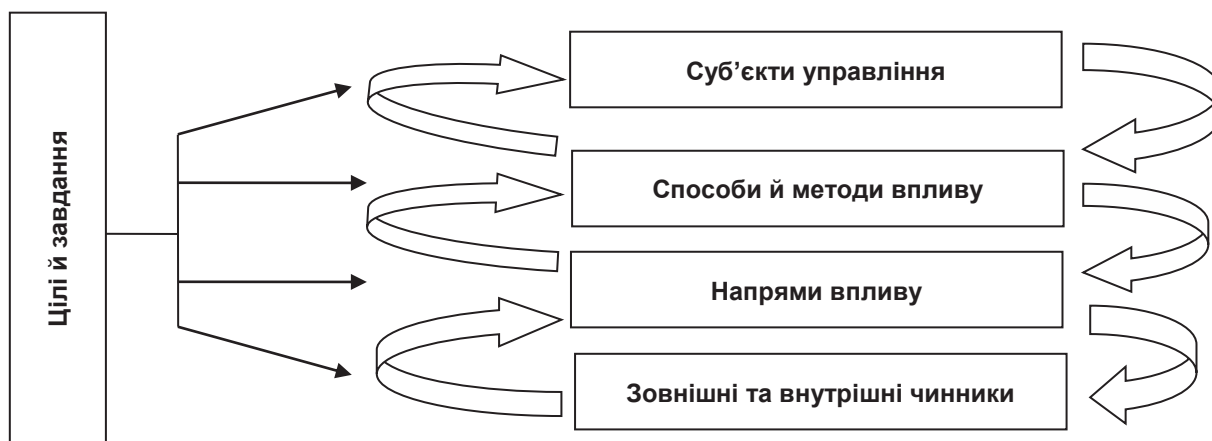 Цілі й завдання
Суб’єкти управління
Способи й методи впливу
Напрями впливу
Зовнішні та внутрішні чинники